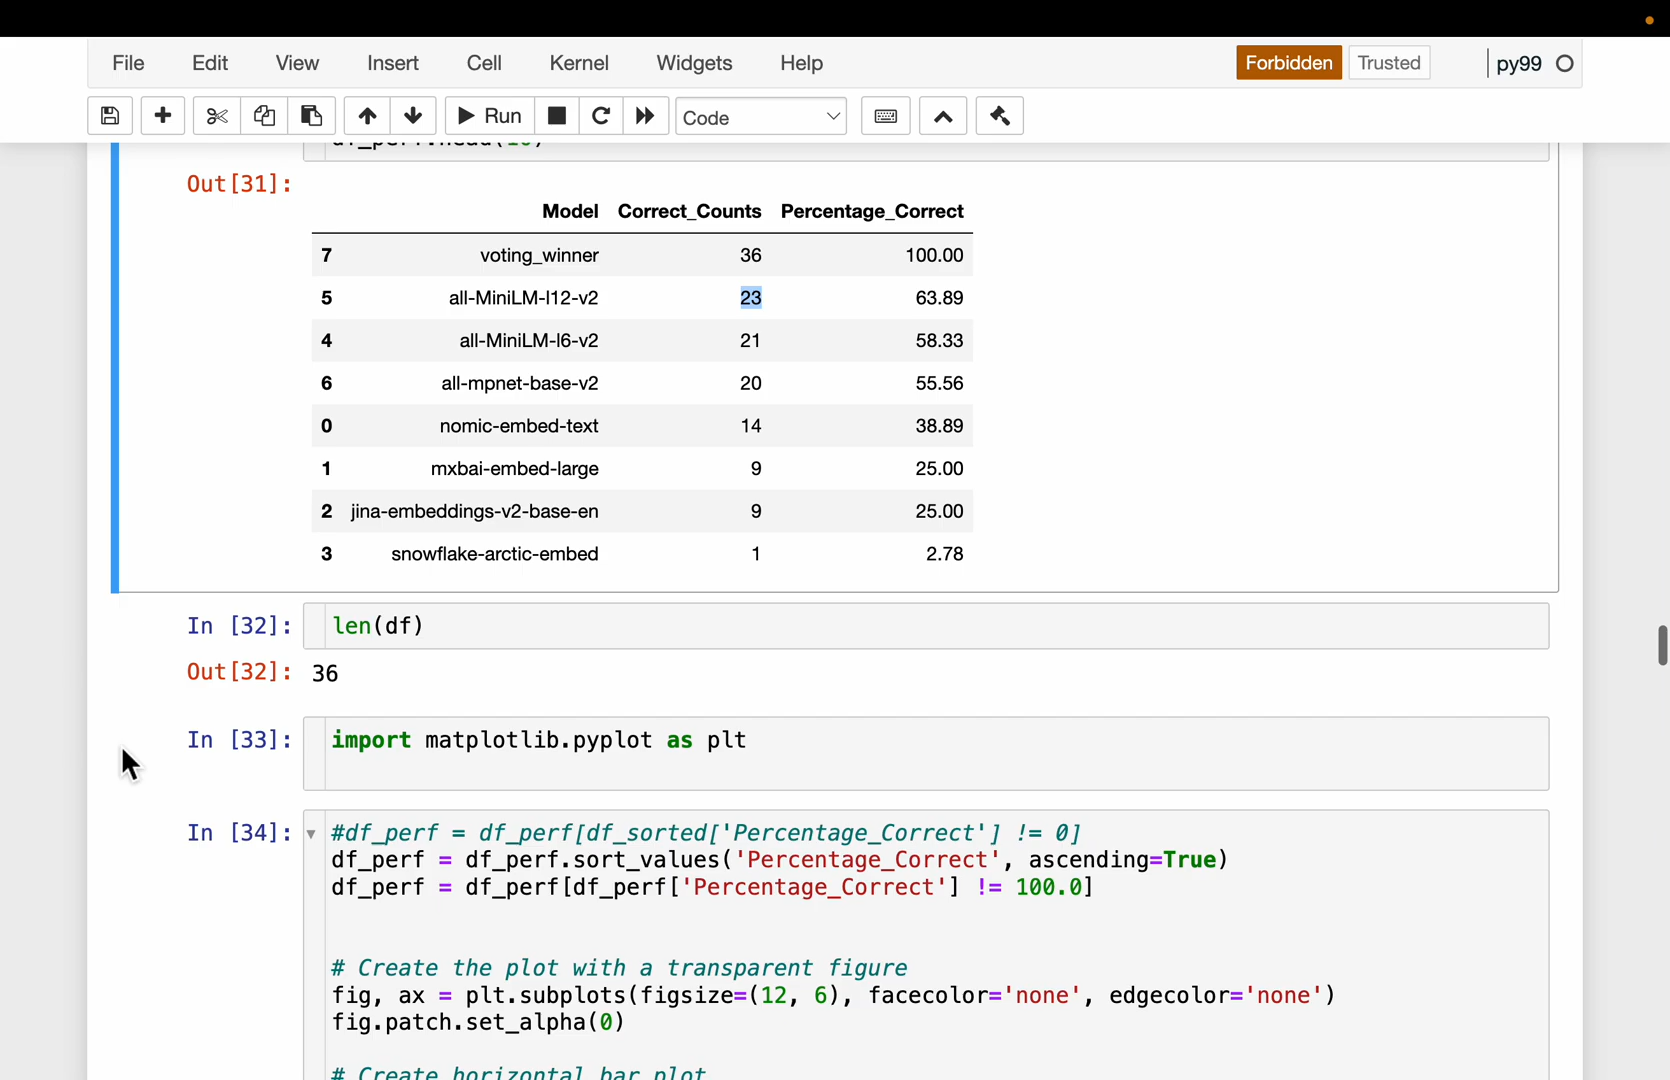 File Edit View Insert Cell Kernel Widgets Help Forbidden Trusted py99
Run Code
df_perf.head(10)
Out[31]:
Model Correct_Counts Percentage_Correct
7 voting_winner 36 100.00
5 all-MiniLM-l12-v2 23 63.89
4 all-MiniLM-l6-v2 21 58.33
6 all-mpnet-base-v2 20 55.56
0 nomic-embed-text 14 38.89
1 mxbai-embed-large 9 25.00
2 jina-embeddings-v2-base-en 9 25.00
3 snowflake-arctic-embed 1 2.78
In [32]: len(df)
Out[32]: 36
In [33]: import matplotlib.pyplot as plt
In [34]: #df_perf = df_perf[df_sorted['Percentage_Correct'] != 0]
df_perf = df_perf.sort_values('Percentage_Correct', ascending=True)
df_perf = df_perf[df_perf['Percentage_Correct'] != 100.0]
# Create the plot with a transparent figure
fig, ax = plt.subplots(figsize=(12, 6), facecolor='none', edgecolor='none')
fig.patch.set_alpha(0)
# Create horizontal bar plot